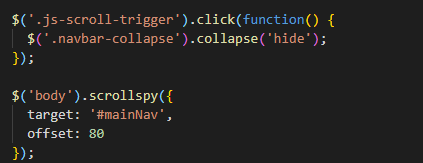 $('.js-scroll-trigger').click(function() {
  $('.navbar-collapse').collapse('hide');
});

$('body').scrollspy({
  target: '#mainNav',
  offset: 80
});